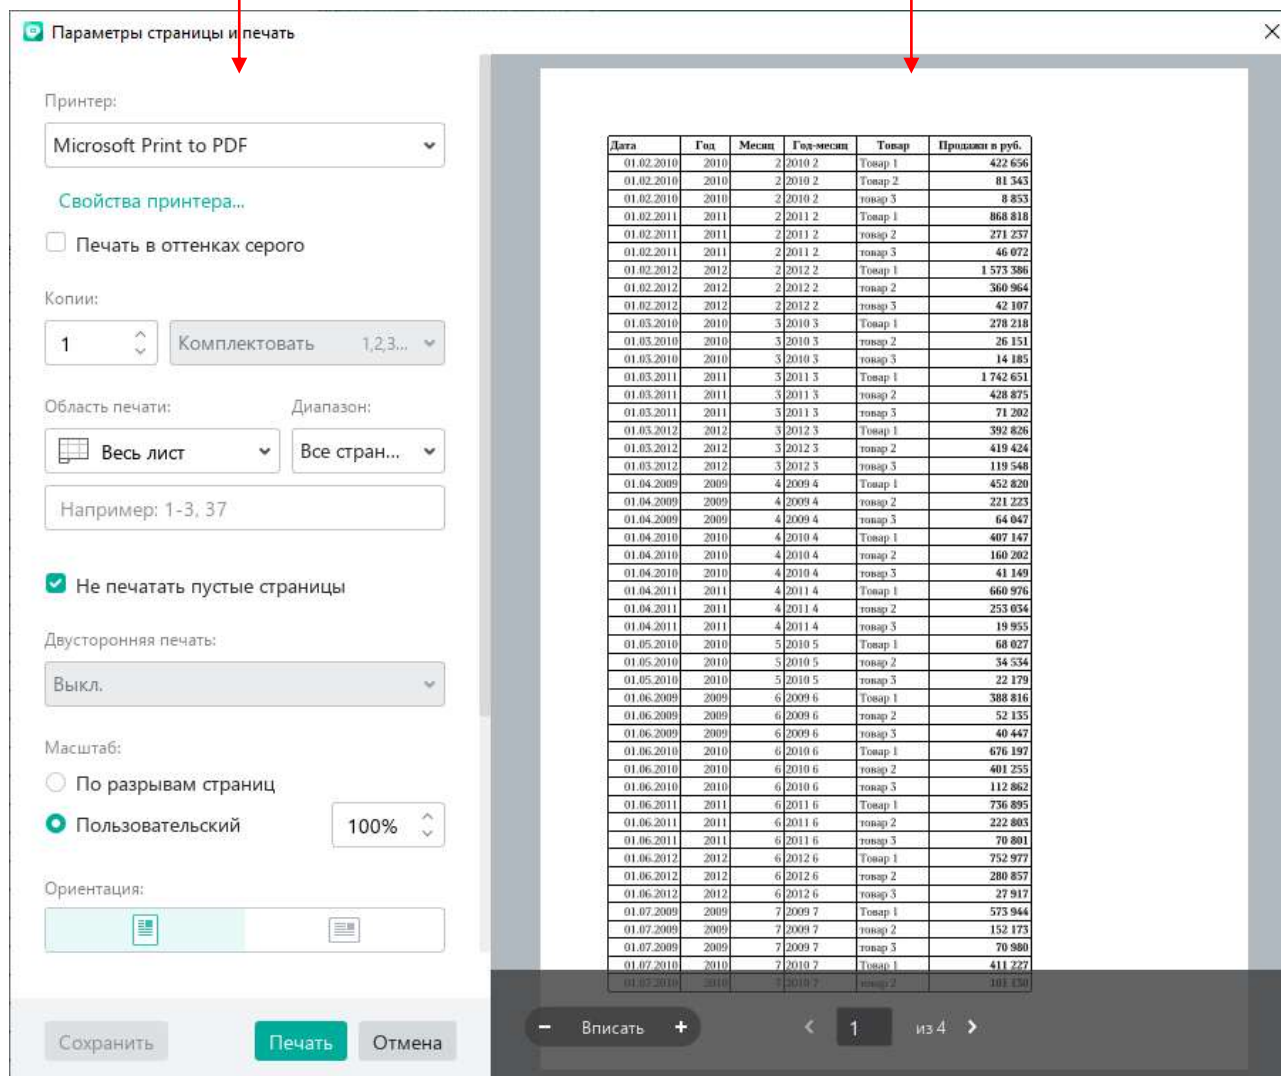 Параметры страницы и печать
Принтер:
Microsoft Print to PDF
Свойства принтера...
Печать в оттенках серого
Копии:
1 Комплектовать 1,2,3...
Область печати: Диапазон:
Весь лист Все стран...
Например: 1-3, 37
Не печатать пустые страницы
Двусторонняя печать:
Выкл.
Масштаб:
По разрывам страниц
Пользовательский 100%
Ориентация:
Сохранить Печать Отмена
Дата Год Месяц Год-месяц Товар Продажи в руб.
01.02.2010 2010 2 2010 2 Товар 1 422 656
01.02.2010 2010 2 2010 2 Товар 2 81 343
01.02.2010 2010 2 2010 2 товар 3 8 853
01.02.2011 2011 2 2011 2 Товар 1 868 818
01.02.2011 2011 2 2011 2 товар 2 271 237
01.02.2011 2011 2 2011 2 товар 3 46 072
01.02.2012 2012 2 2012 2 Товар 1 1 573 386
01.02.2012 2012 2 2012 2 товар 2 360 964
01.02.2012 2012 2 2012 2 товар 3 42 107
01.03.2010 2010 3 2010 3 Товар 1 278 218
01.03.2010 2010 3 2010 3 товар 2 26 151
01.03.2010 2010 3 2010 3 товар 3 14 185
01.03.2011 2011 3 2011 3 Товар 1 1 742 651
01.03.2011 2011 3 2011 3 товар 2 428 875
01.03.2011 2011 3 2011 3 товар 3 71 202
01.03.2012 2012 3 2012 3 Товар 1 392 826
01.03.2012 2012 3 2012 3 товар 2 419 424
01.03.2012 2012 3 2012 3 товар 3 119 548
01.04.2009 2009 4 2009 4 Товар 1 452 820
01.04.2009 2009 4 2009 4 товар 2 221 223
01.04.2009 2009 4 2009 4 товар 3 64 047
01.04.2010 2010 4 2010 4 Товар 1 407 147
01.04.2010 2010 4 2010 4 товар 2 160 202
01.04.2010 2010 4 2010 4 товар 3 41 149
01.04.2011 2011 4 2011 4 Товар 1 660 976
01.04.2011 2011 4 2011 4 товар 2 253 034
01.04.2011 2011 4 2011 4 товар 3 19 955
01.05.2010 2010 5 2010 5 Товар 1 68 027
01.05.2010 2010 5 2010 5 товар 2 34 534
01.05.2010 2010 5 2010 5 товар 3 22 179
01.06.2009 2009 6 2009 6 Товар 1 388 816
01.06.2009 2009 6 2009 6 товар 2 52 135
01.06.2009 2009 6 2009 6 товар 3 40 447
01.06.2010 2010 6 2010 6 Товар 1 676 197
01.06.2010 2010 6 2010 6 товар 2 401 255
01.06.2010 2010 6 2010 6 товар 3 112 862
01.06.2011 2011 6 2011 6 Товар 1 736 895
01.06.2011 2011 6 2011 6 товар 2 222 803
01.06.2011 2011 6 2011 6 товар 3 70 801
01.06.2012 2012 6 2012 6 Товар 1 752 977
01.06.2012 2012 6 2012 6 товар 2 280 857
01.06.2012 2012 6 2012 6 товар 3 27 917
01.07.2009 2009 7 2009 7 Товар 1 573 944
01.07.2009 2009 7 2009 7 товар 2 152 173
01.07.2009 2009 7 2009 7 товар 3 70 980
01.07.2010 2010 7 2010 7 Товар 1 411 227
01.07.2010 2010 7 2010 7 товар 2
- Вписать + < 1 из 4 >